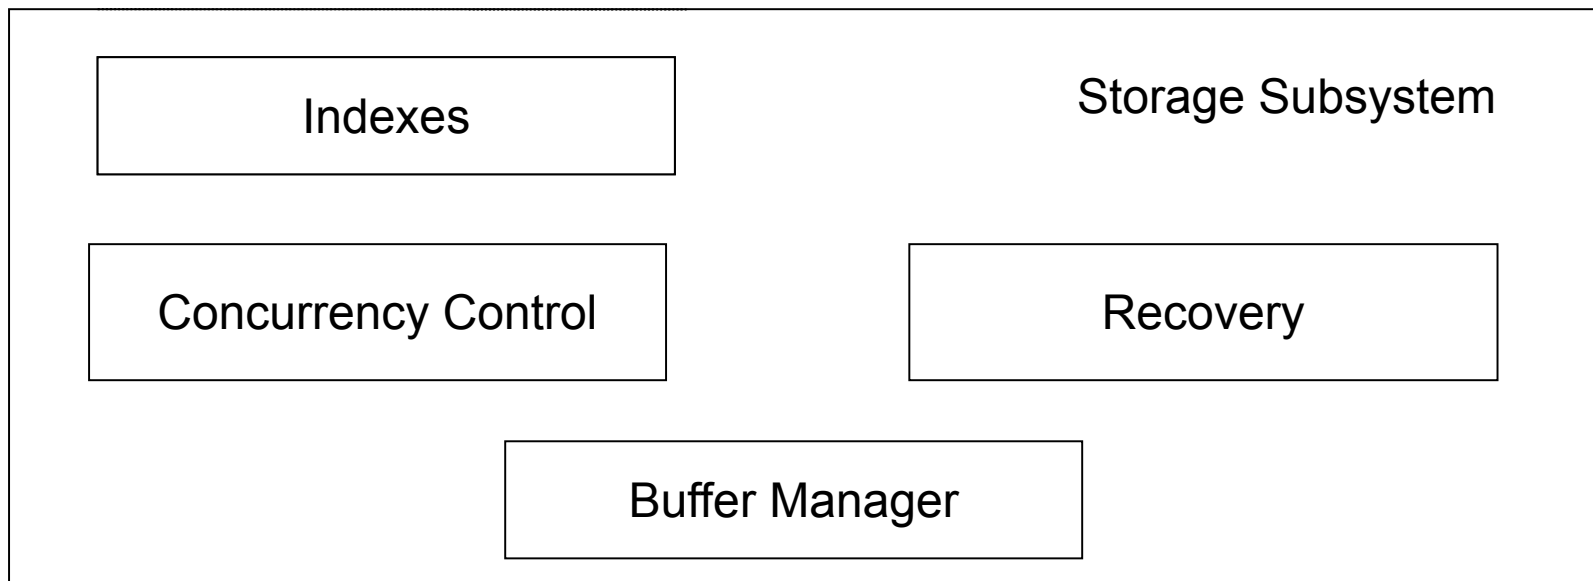 Indexes
Storage Subsystem
Concurrency Control
Recovery
Buffer Manager